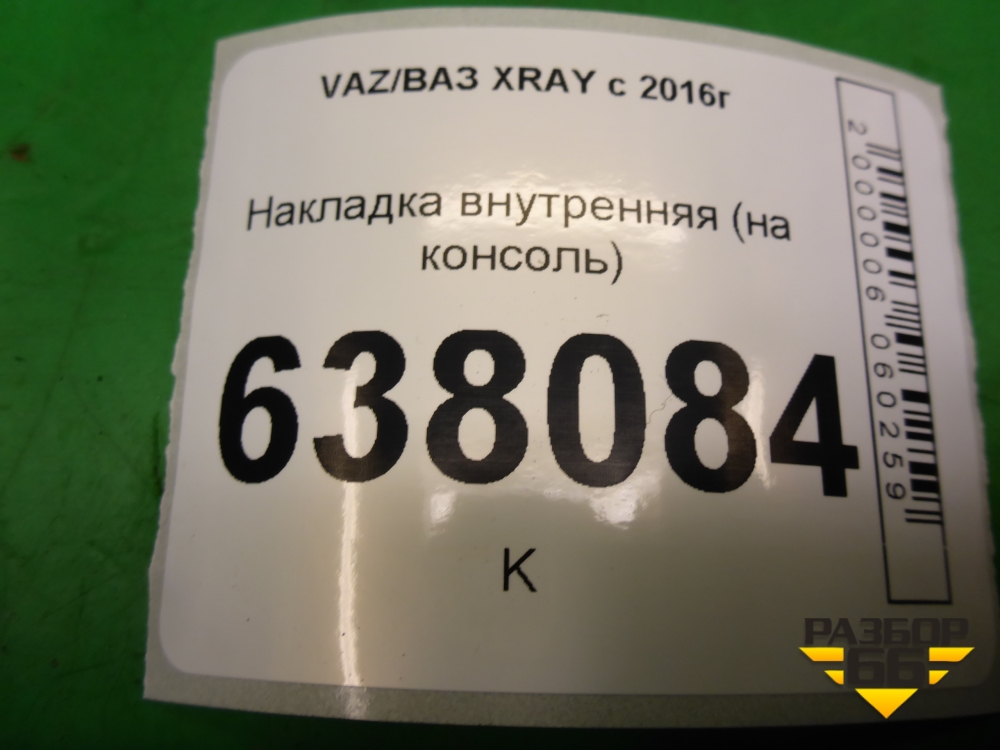 VAZ/ВАЗ XRAY с 2016г
Накладка внутренняя (на
консоль)
638084
К
2000006060259
РАЗБОР
66